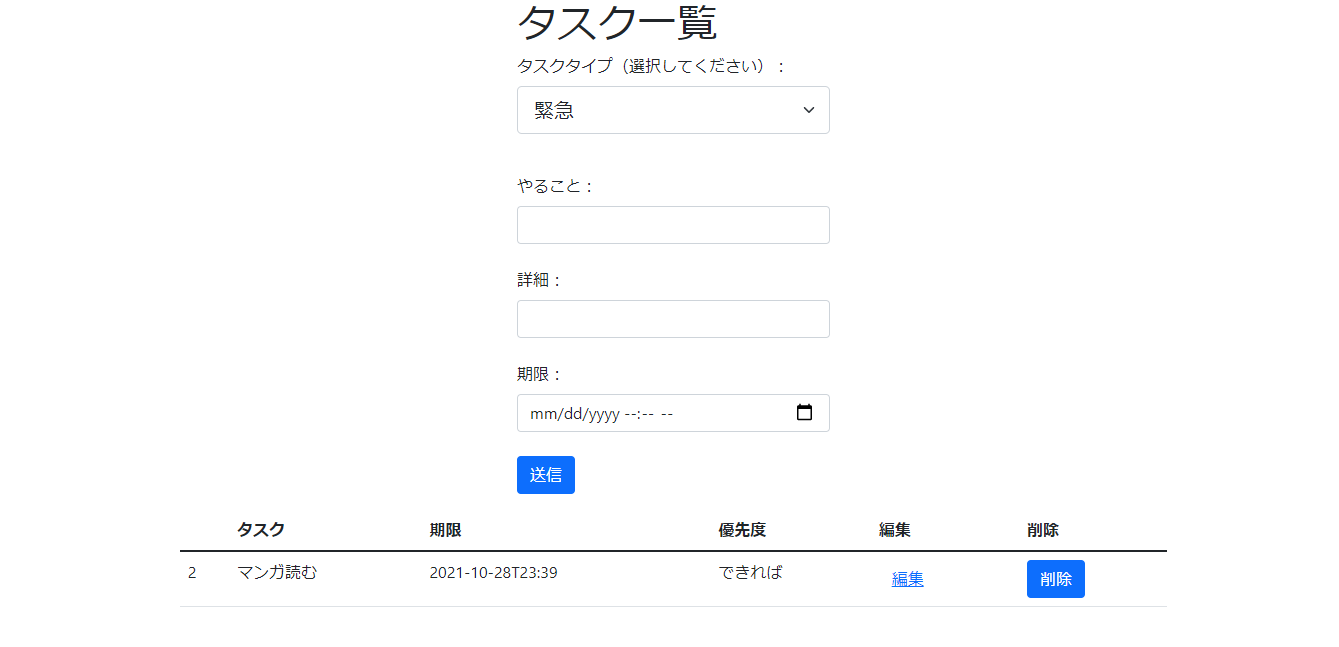 タスク一覧
タスクタイプ（選択してください）：
緊急
やること：
詳細：
期限：
mm/dd/yyyy --:-- --
送信
タスク 期限 優先度 編集 削除
2 マンガ読む 2021-10-28T23:39 できれば 編集 削除